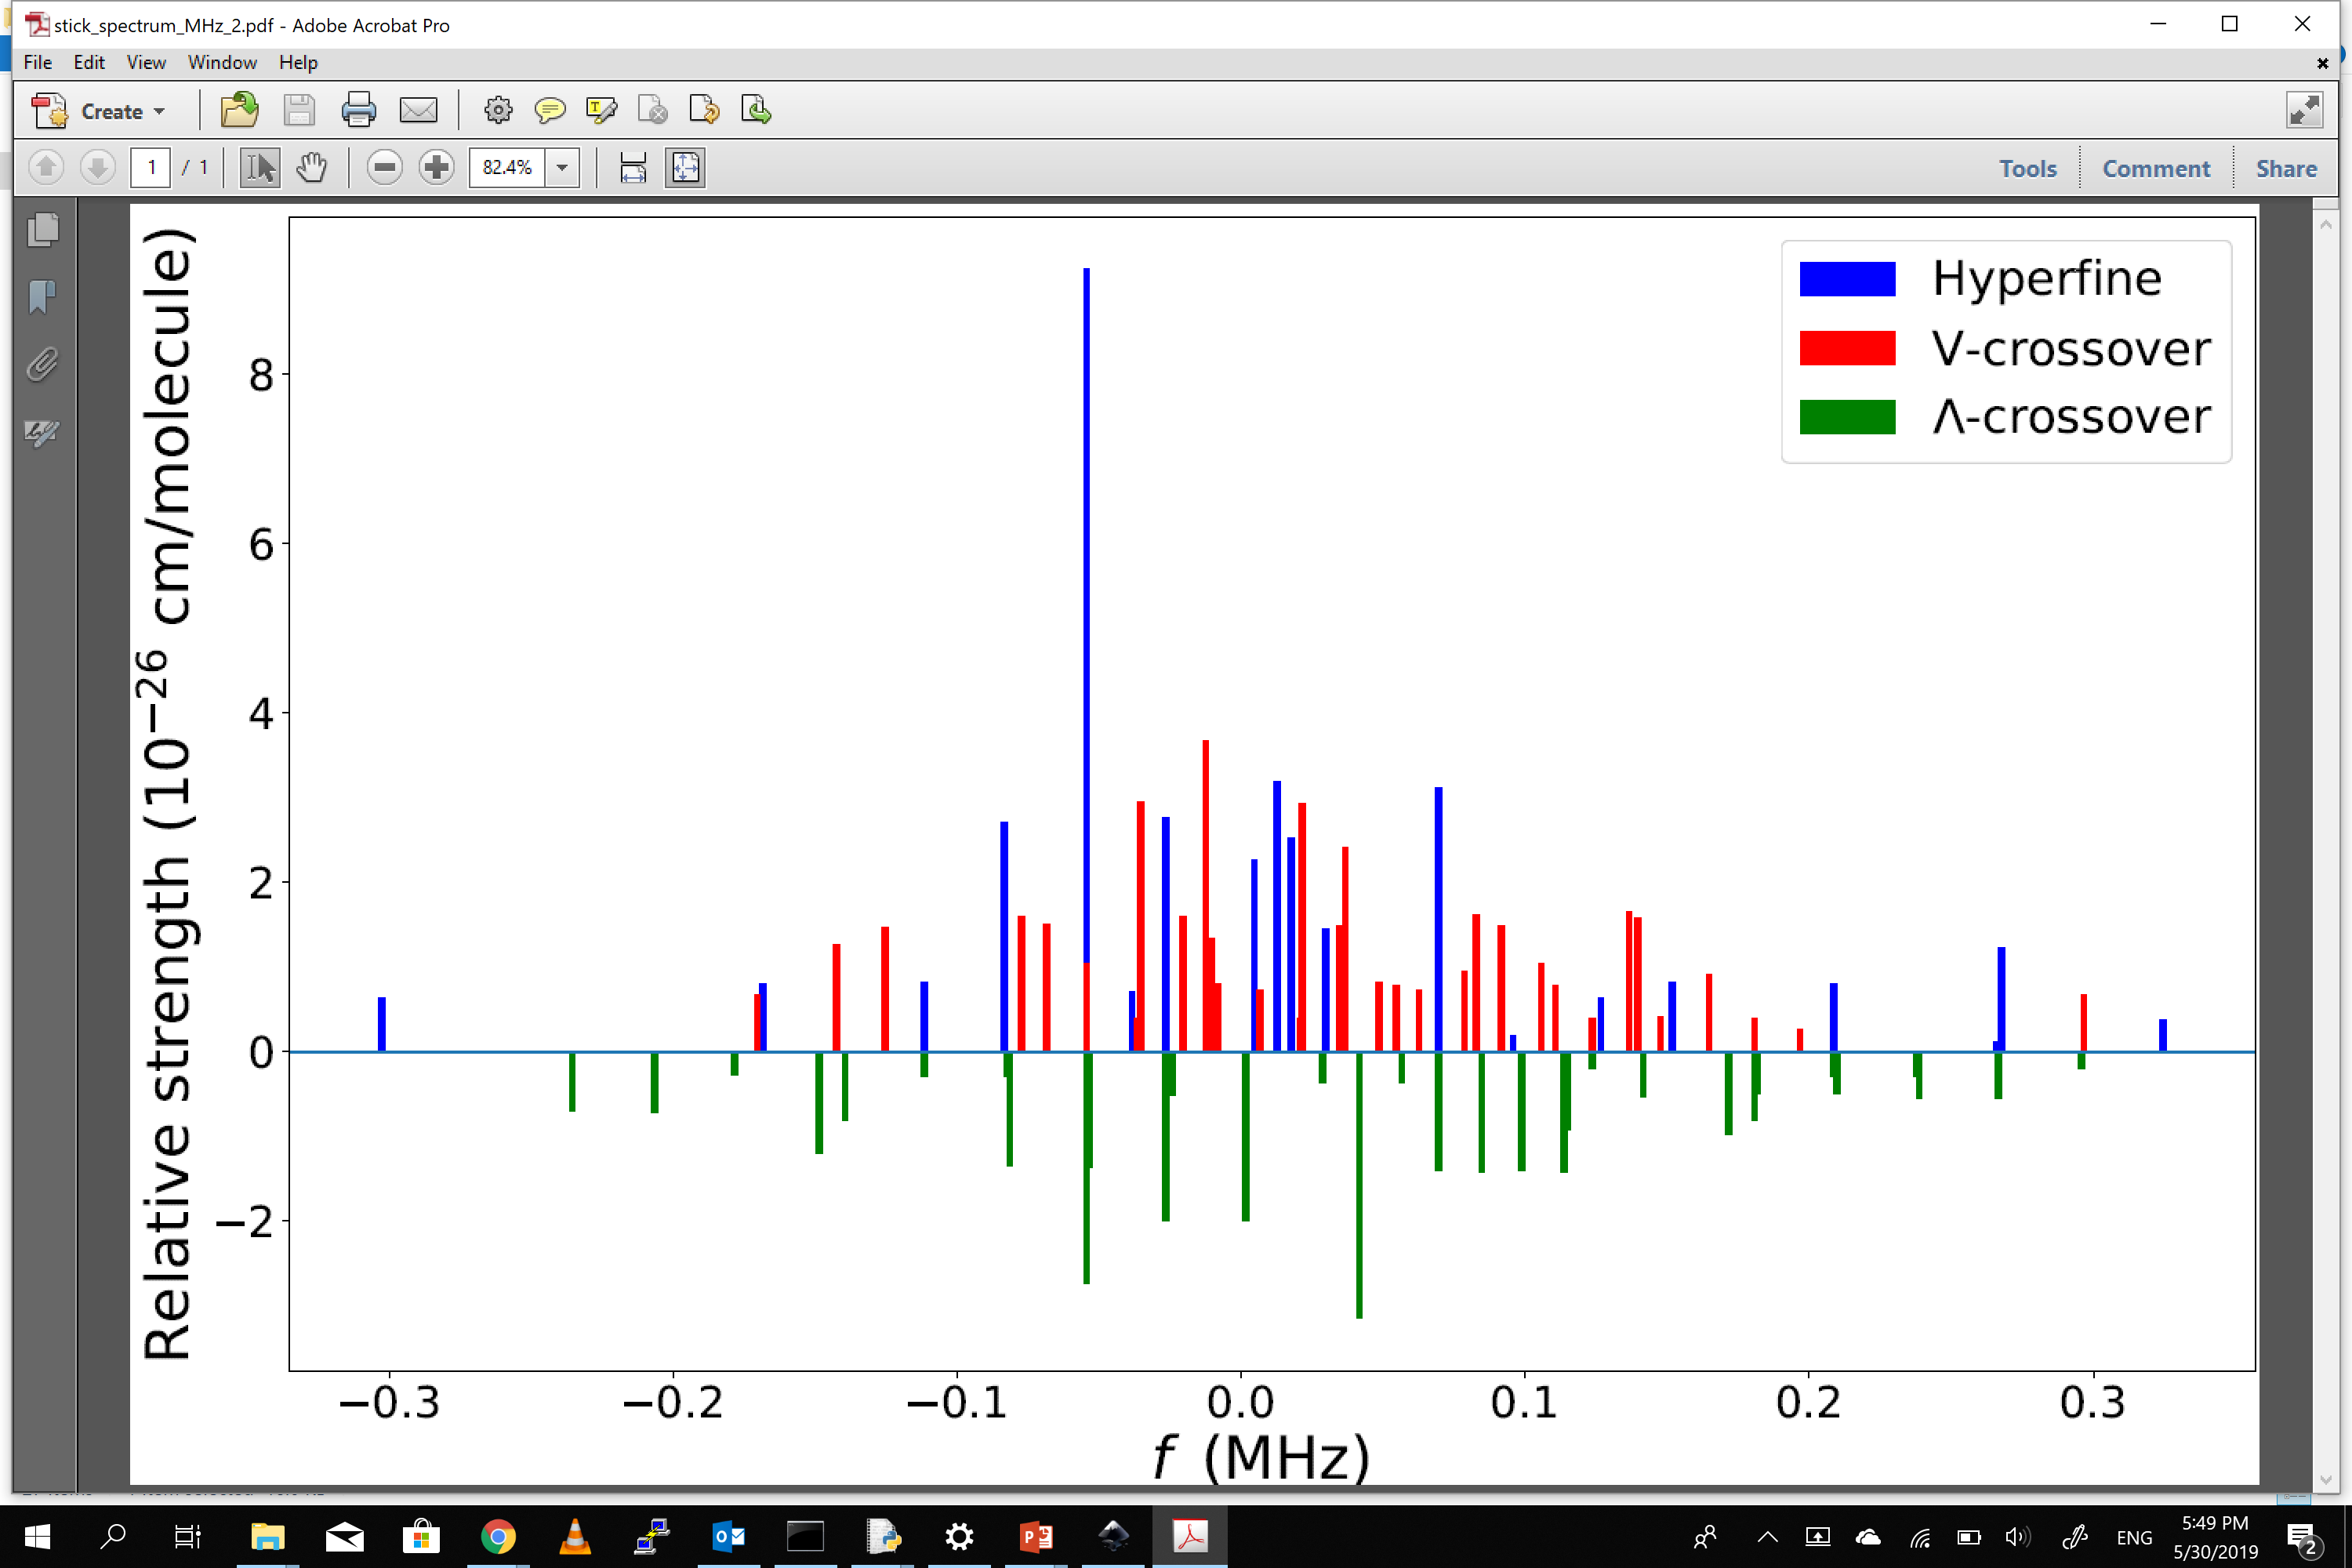 stick_spectrum_MHz_2.pdf - Adobe Acrobat Pro
File Edit View Window Help
Create
1 / 1 82.4% Tools Comment Share
Relative strength (10⁻²⁶ cm/molecule)
8
6
4
2
0
−2
Hyperfine
V-crossover
Λ-crossover
−0.3 −0.2 −0.1 0.0 0.1 0.2 0.3
f (MHz)
ENG
5:49 PM
5/30/2019
2